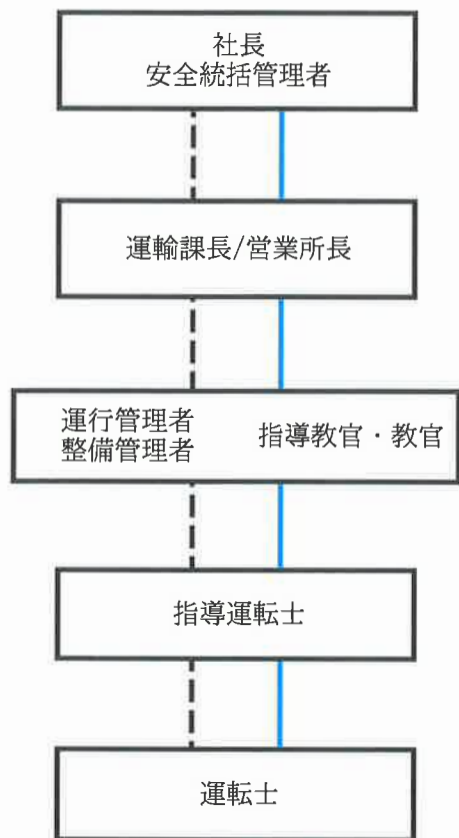 社長
安全統括管理者
運輸課長/営業所長
運行管理者
整備管理者
指導教官・教官
指導運転士
運転士